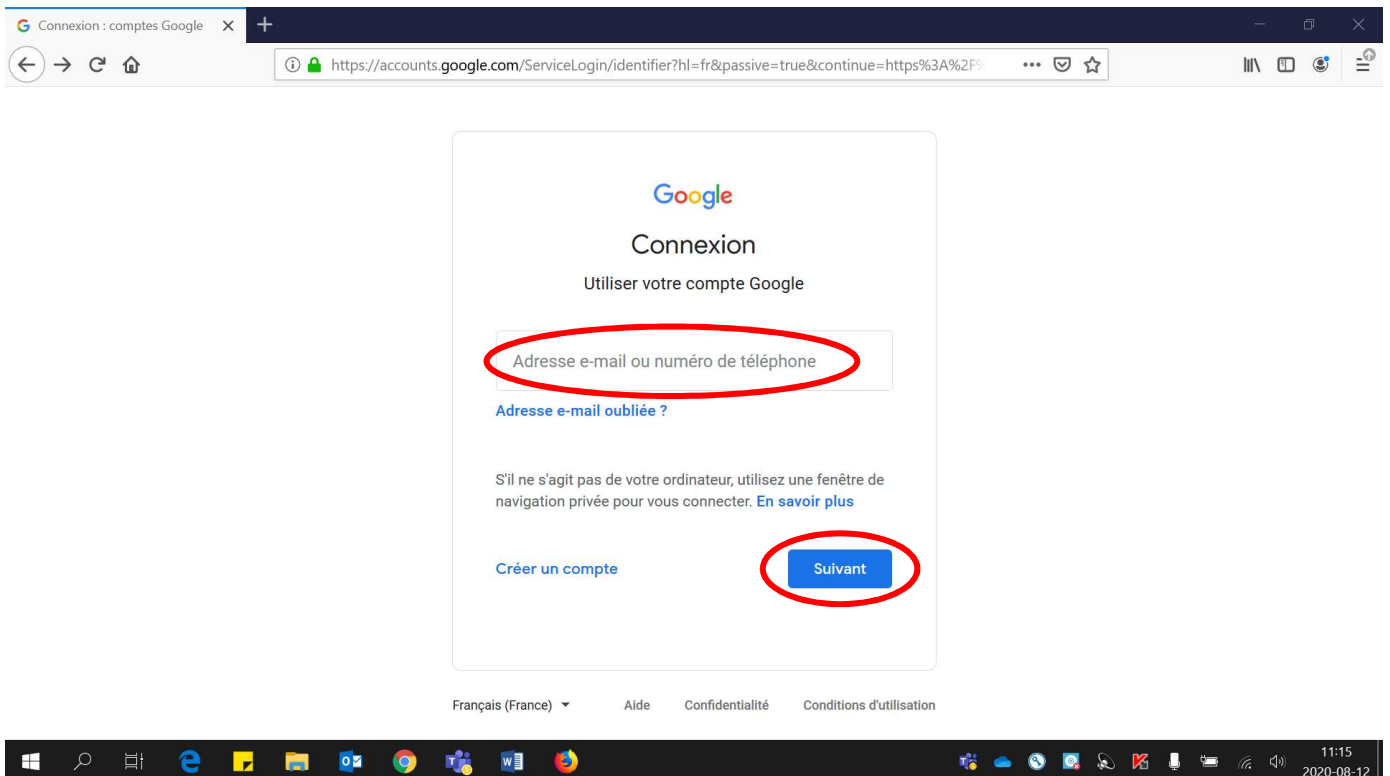 Connexion : comptes Google
https://accounts.google.com/ServiceLogin/identifier?hl=fr&passive=true&continue=https%3A%2F%
Google
Connexion
Utiliser votre compte Google
Adresse e-mail ou numéro de téléphone
Adresse e-mail oubliée ?
S'il ne s'agit pas de votre ordinateur, utilisez une fenêtre de
navigation privée pour vous connecter. En savoir plus
Créer un compte Suivant
Français (France) Aide Confidentialité Conditions d'utilisation
11:15
2020-08-12